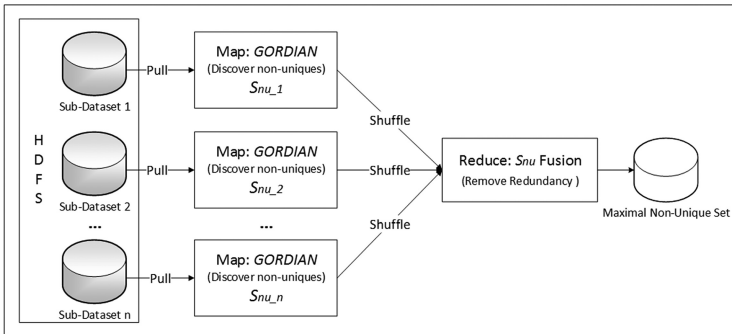 HDFS
Sub-Dataset 1
Pull
Map: GORDIAN
(Discover non-uniques)
Snu_1
Shuffle
Sub-Dataset 2
Pull
Map: GORDIAN
(Discover non-uniques)
Snu_2
Shuffle
...
...
Sub-Dataset n
Pull
Map: GORDIAN
(Discover non-uniques)
Snu_n
Shuffle
Reduce: Snu Fusion
(Remove Redundancy )
Maximal Non-Unique Set